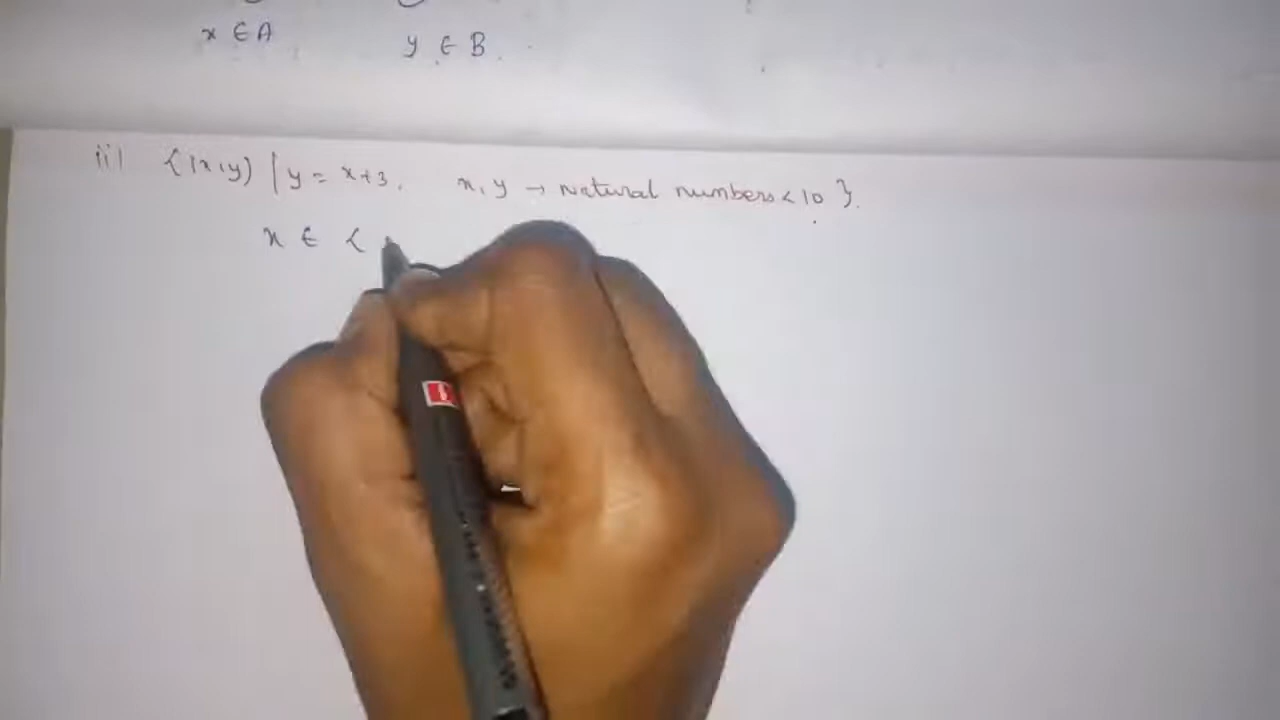 x ∈ A y ∈ B
ii) {(x,y) | y = x+3, x, y → natural numbers < 10 }.
x ∈ {